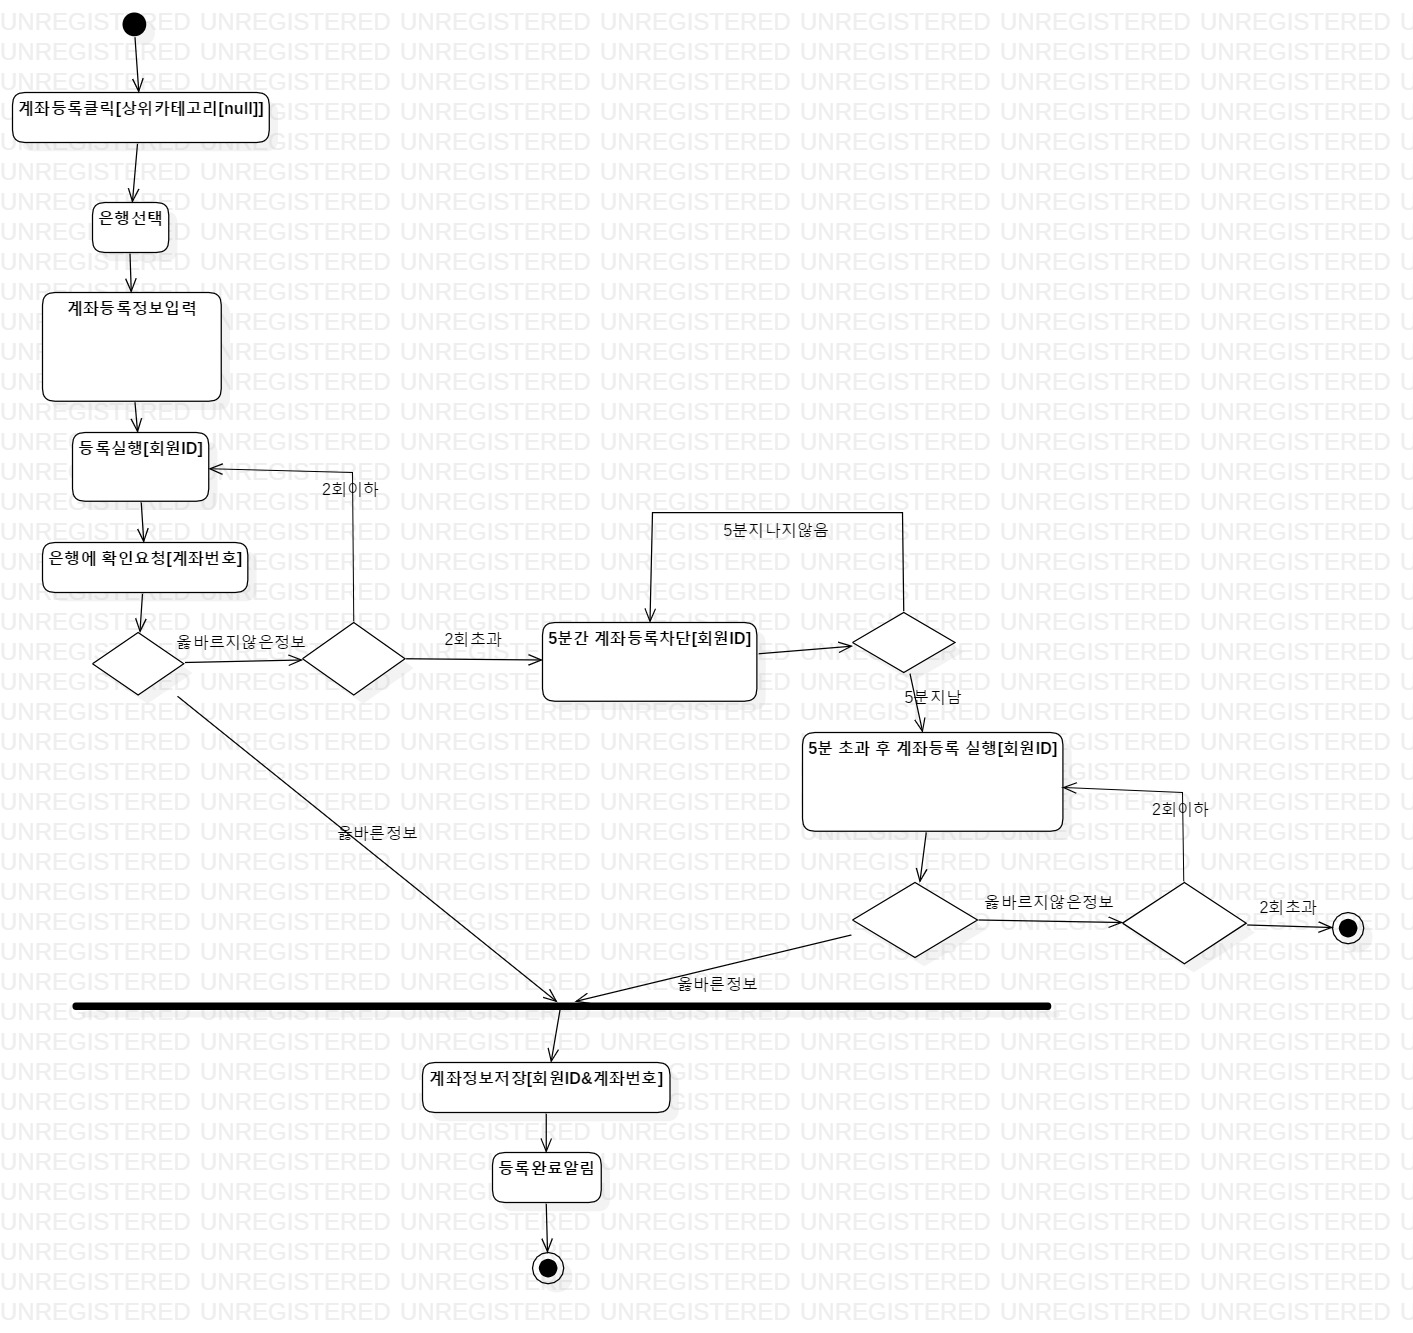 계좌등록클릭[상위카테고리[null]]
은행선택
계좌등록정보입력
등록실행[회원ID]
2회이하
5분지나지않음
은행에 확인요청[계좌번호]
옳바르지않은정보
2회초과
5분간 계좌등록차단[회원ID]
5분지남
5분 초과 후 계좌등록 실행[회원ID]
2회이하
옳바른정보
옳바르지않은정보
2회초과
옳바른정보
계좌정보저장[회원ID&계좌번호]
등록완료알림
UNREGISTERED